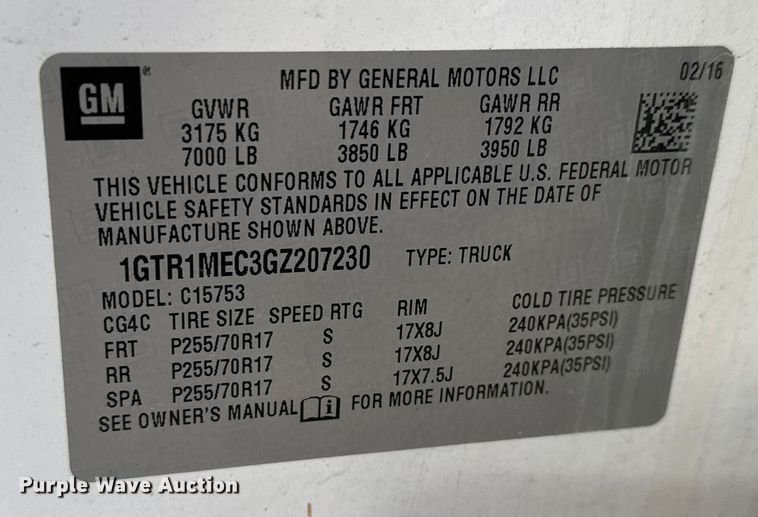 GM ®
MFD BY GENERAL MOTORS LLC 02/16
GVWR GAWR FRT GAWR RR
3175 KG 1746 KG 1792 KG
7000 LB 3850 LB 3950 LB
THIS VEHICLE CONFORMS TO ALL APPLICABLE U.S. FEDERAL MOTOR
VEHICLE SAFETY STANDARDS IN EFFECT ON THE DATE OF
MANUFACTURE SHOWN ABOVE.
1GTR1MEC3GZ207230 TYPE: TRUCK
MODEL: C15753
CG4C TIRE SIZE SPEED RTG RIM COLD TIRE PRESSURE
FRT P255/70R17 S 17X8J 240KPA(35PSI)
RR P255/70R17 S 17X8J 240KPA(35PSI)
SPA P255/70R17 S 17X7.5J 240KPA(35PSI)
SEE OWNER'S MANUAL i FOR MORE INFORMATION.
Purple Wave Auction